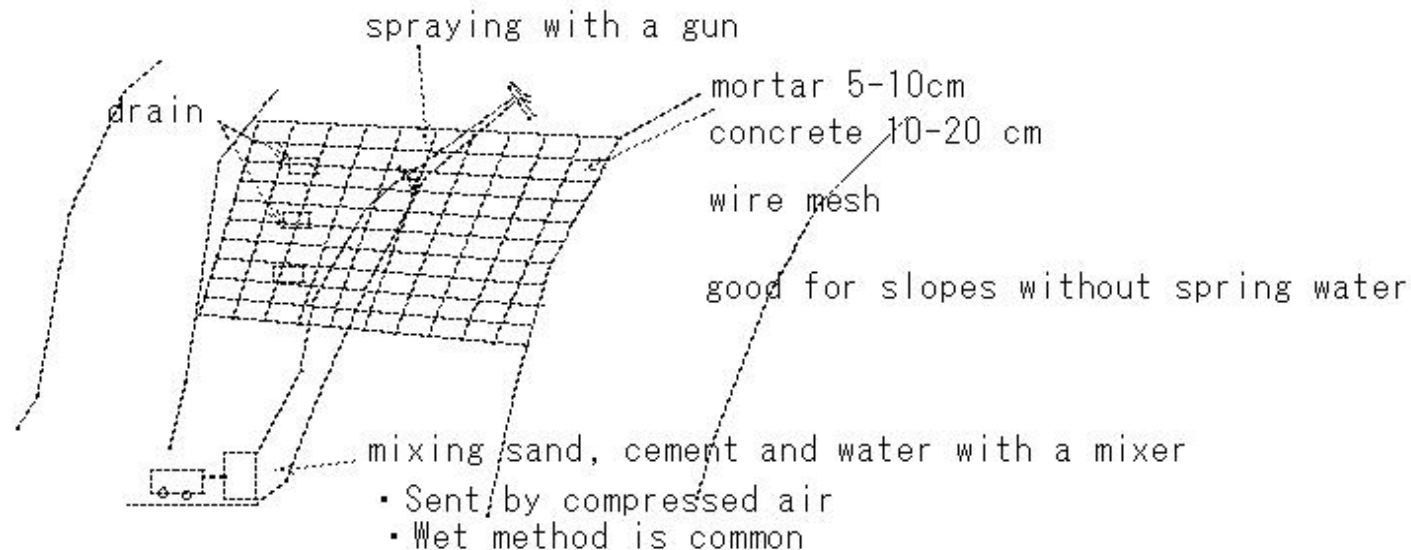 spraying with a gun
drain
mortar 5-10cm
concrete 10-20 cm
wire mesh
good for slopes without spring water
mixing sand, cement and water with a mixer
・Sent by compressed air
・Wet method is common